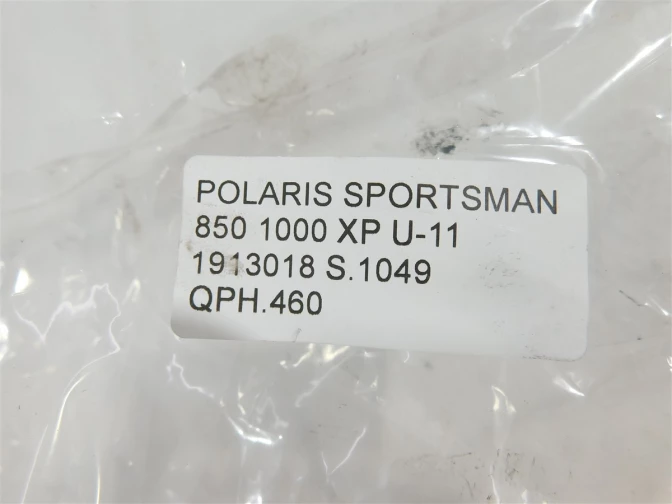 POLARIS SPORTSMAN
850 1000 XP U-11
1913018 S.1049
QPH.460